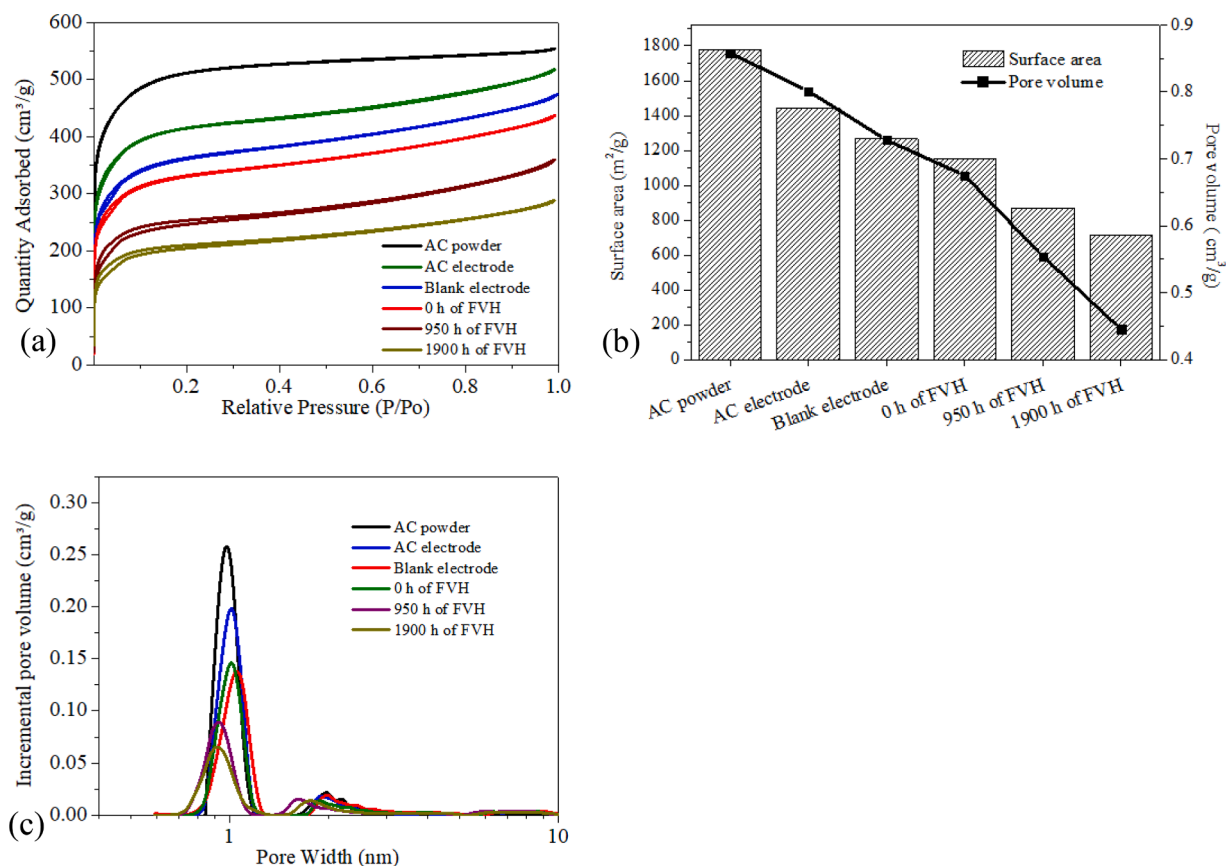 600
500
400
300
200
100
0
Quantity Adsorbed (cm³/g)
AC powder
AC electrode
Blank electrode
0 h of FVH
950 h of FVH
1900 h of FVH
0.2
0.4
0.6
0.8
1.0
Relative Pressure (P/Po)
(a)
1800
1600
1400
1200
1000
800
600
400
200
0
Surface area (m²/g)
Surface area
Pore volume
0.9
0.8
0.7
0.6
0.5
0.4
Pore volume ( cm³/g)
AC powder
AC electrode
Blank electrode
0 h of FVH
950 h of FVH
1900 h of FVH
(b)
0.30
0.25
0.20
0.15
0.10
0.05
0.00
Incremental pore volume (cm³/g)
AC powder
AC electrode
Blank electrode
0 h of FVH
950 h of FVH
1900 h of FVH
1
10
Pore Width (nm)
(c)